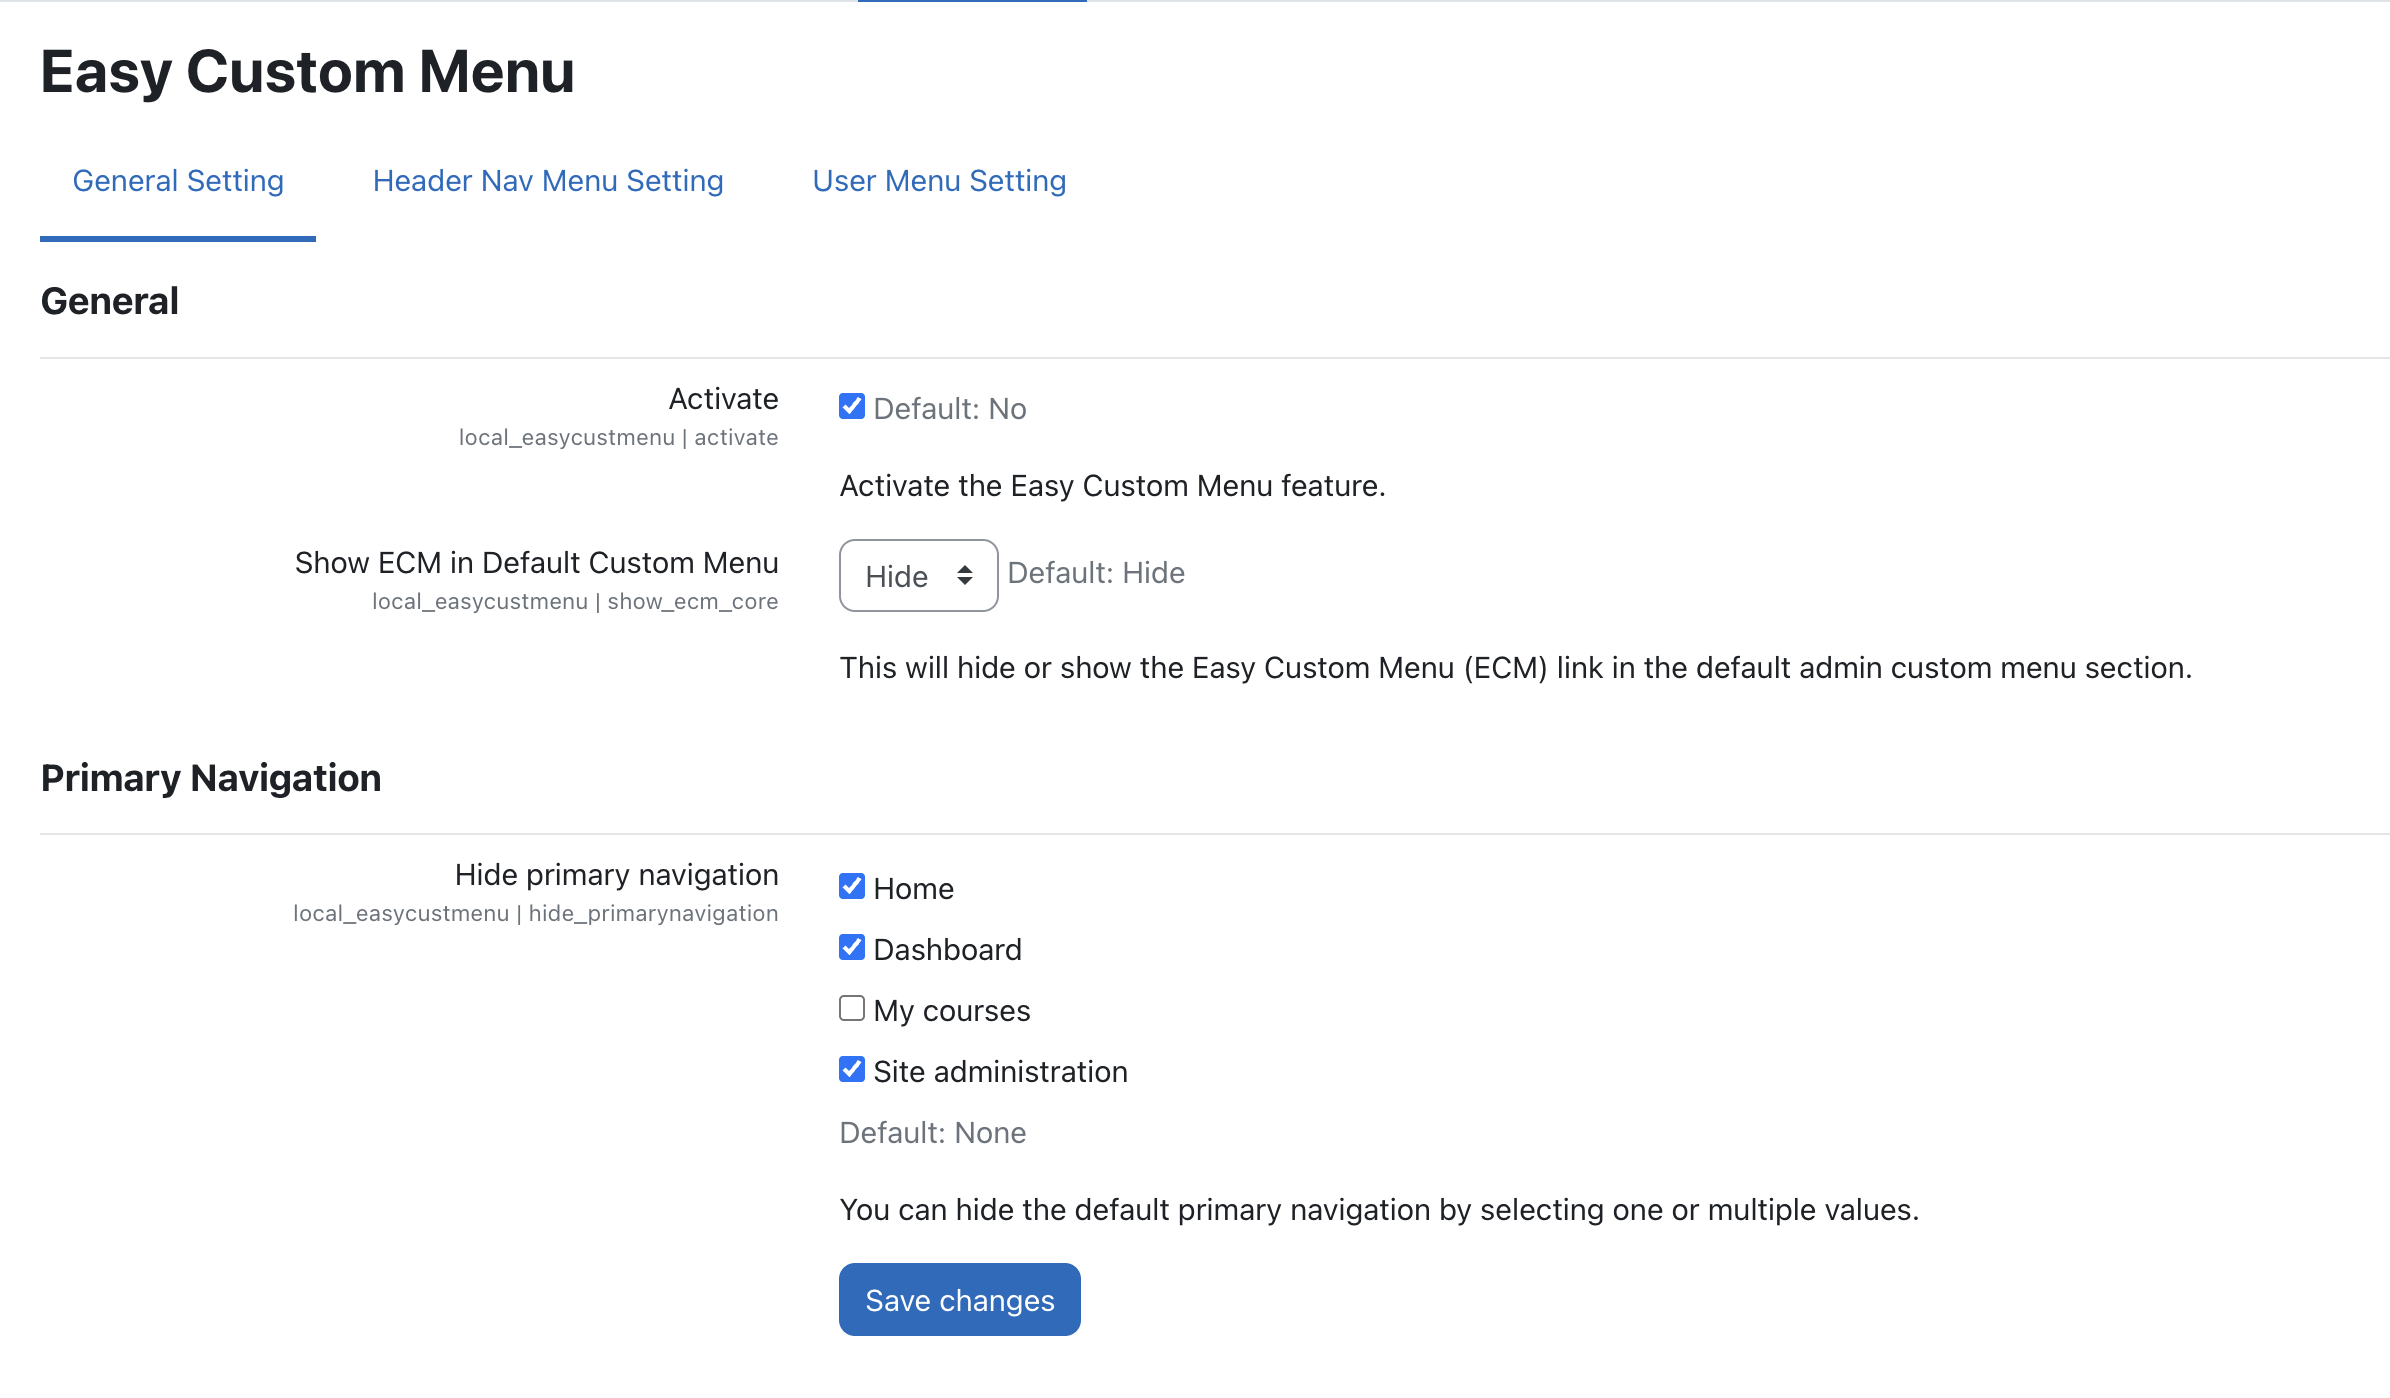 Easy Custom Menu
General Setting Header Nav Menu Setting User Menu Setting
General
Activate
local_easycustmenu | activate
Default: No
Activate the Easy Custom Menu feature.
Show ECM in Default Custom Menu
local_easycustmenu | show_ecm_core
Hide Default: Hide
This will hide or show the Easy Custom Menu (ECM) link in the default admin custom menu section.
Primary Navigation
Hide primary navigation
local_easycustmenu | hide_primarynavigation
Home
Dashboard
My courses
Site administration
Default: None
You can hide the default primary navigation by selecting one or multiple values.
Save changes